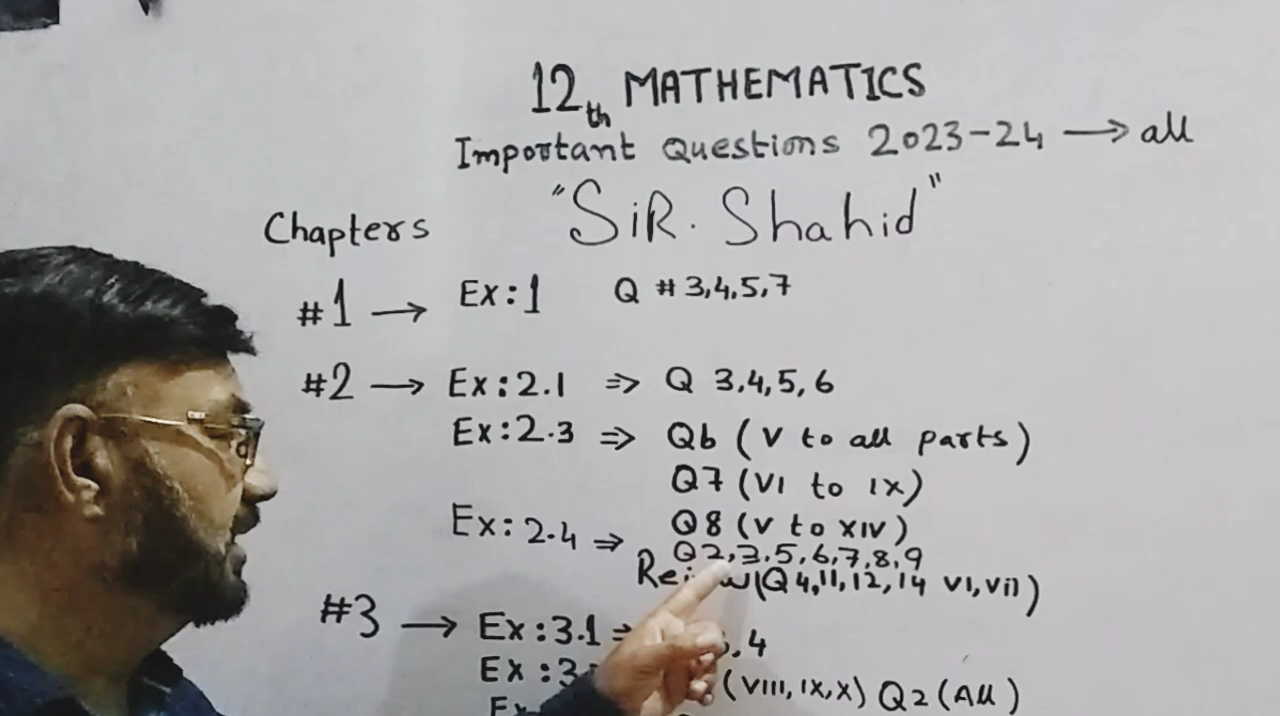 12th MATHEMATICS
Important Questions 2023-24 → all
"SiR. Shahid"
Chapters
#1 → Ex:1 Q # 3,4,5,7
#2 → Ex:2.1 ⇒ Q 3,4,5,6
Ex:2.3 ⇒ Q6 (V to all parts)
Q7 (VI to IX)
Q8 (V to XIV)
Ex:2.4 ⇒ Q2,3,5,6,7,8,9
(Q4,11,12,14 VI,VII)
#3 → Ex:3.1 ,4
Ex:3. (VIII,IX,X) Q2 (All)
Ex